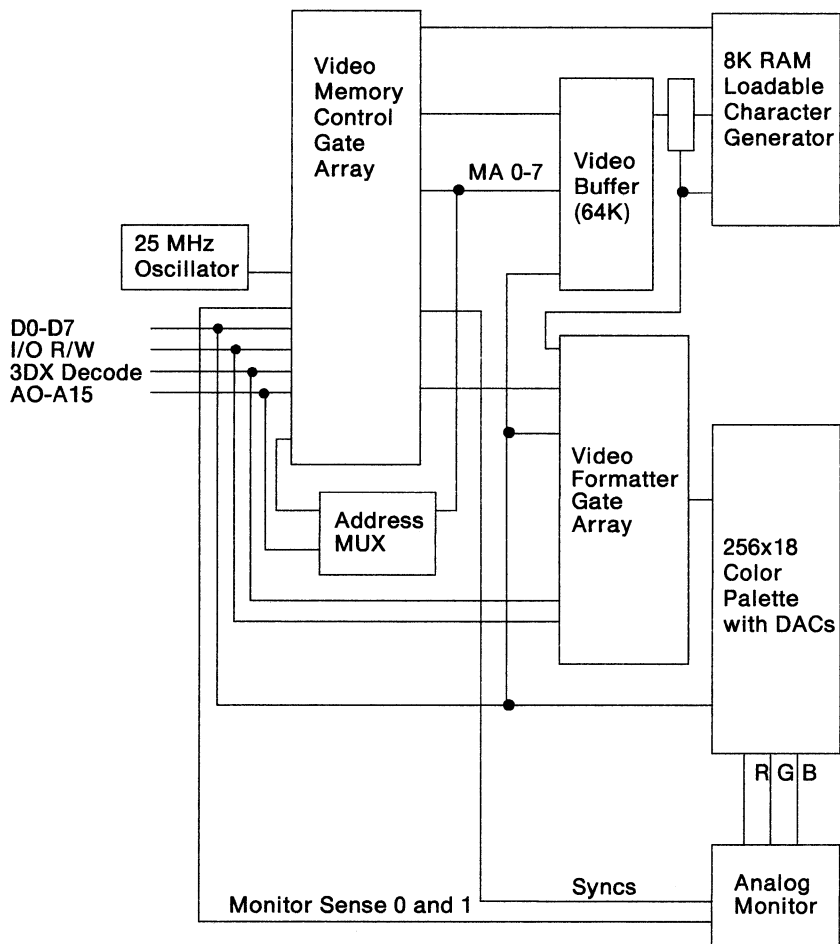 Video
Memory
Control
Gate
Array
8K RAM
Loadable
Character
Generator
Video
Buffer
(64K)
MA 0-7
25 MHz
Oscillator
D0-D7
I/O R/W
3DX Decode
AO-A15
Address
MUX
Video
Formatter
Gate
Array
256x18
Color
Palette
with DACs
R G B
Analog
Monitor
Syncs
Monitor Sense 0 and 1